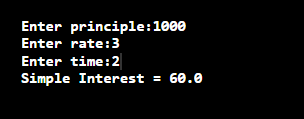 Enter principle:1000
Enter rate:3
Enter time:2
Simple Interest = 60.0